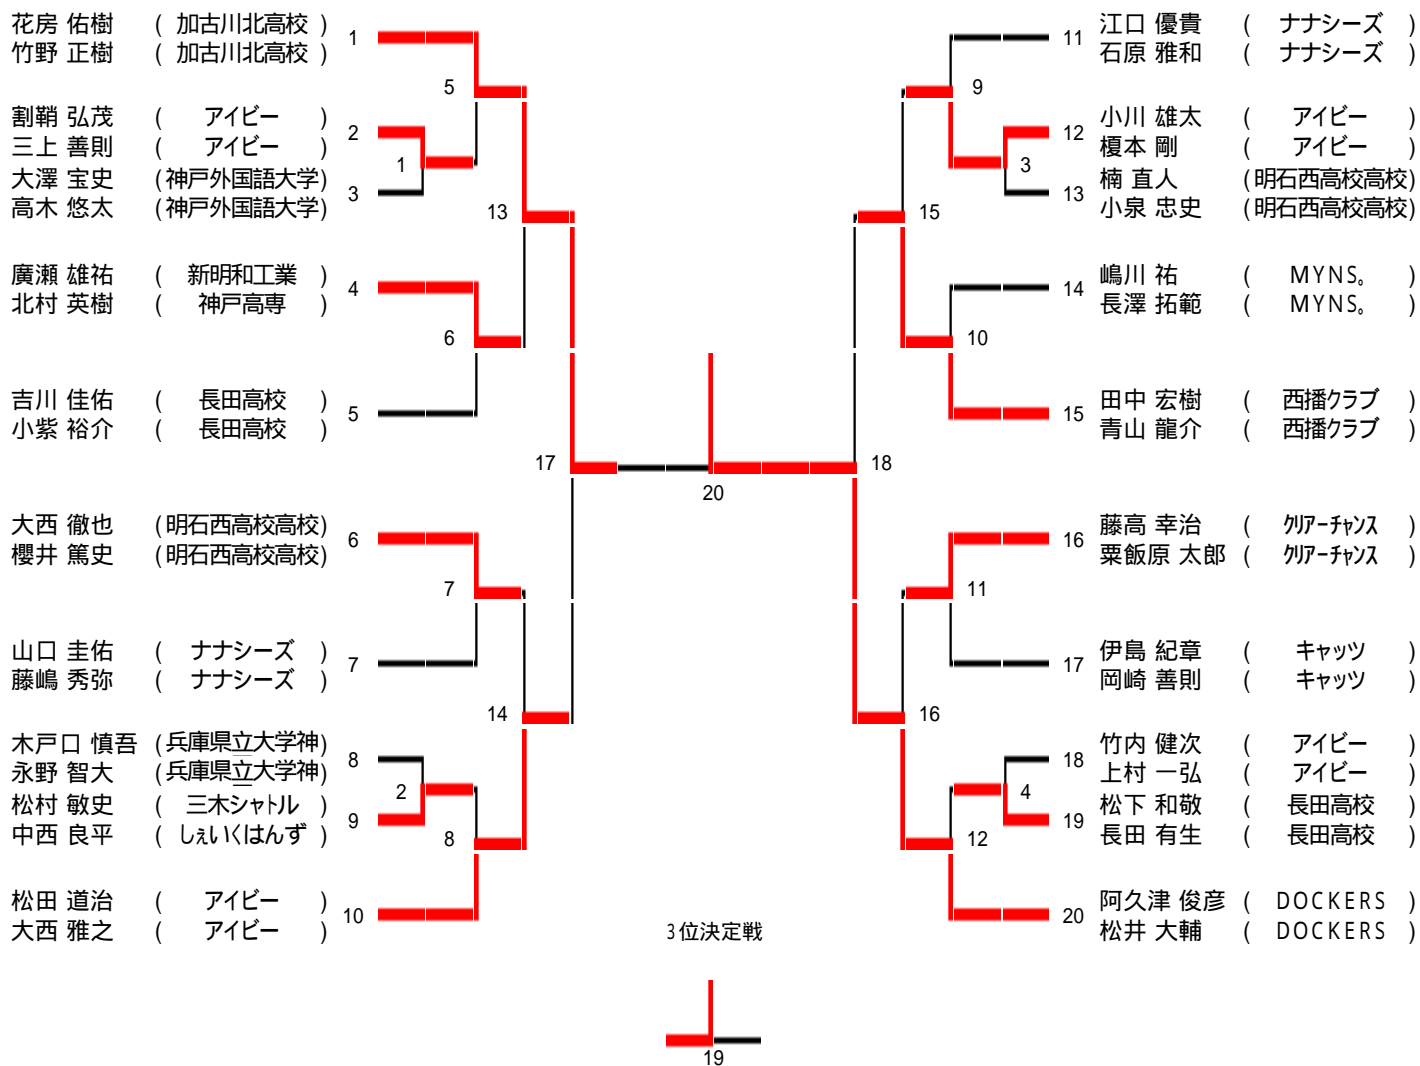 花房 佑樹 ( 加古川北高校 ) 1
竹野 正樹 ( 加古川北高校 )
5
割鞘 弘茂 ( アイビー ) 2
三上 善則 ( アイビー )
1
大澤 宝史 (神戸外国語大学) 3
高木 悠太 (神戸外国語大学)
13
廣瀬 雄祐 ( 新明和工業 ) 4
北村 英樹 ( 神戸高専 )
6
吉川 佳佑 ( 長田高校 ) 5
小紫 裕介 ( 長田高校 )
17
大西 徹也 (明石西高校高校) 6
櫻井 篤史 (明石西高校高校)
7
山口 圭佑 ( ナナシーズ ) 7
藤嶋 秀弥 ( ナナシーズ )
14
木戸口 慎吾 (兵庫県立大学神) 8
永野 智大 (兵庫県立大学神)
2
松村 敏史 ( 三木シャトル ) 9
中西 良平 ( しぇいくはんず )
8
松田 道治 ( アイビー ) 10
大西 雅之 ( アイビー )
20
3位決定戦
19
11 江口 優貴 ( ナナシーズ )
石原 雅和 ( ナナシーズ )
9
12 小川 雄太 ( アイビー )
榎本 剛 ( アイビー )
3
13 楠 直人 (明石西高校高校)
小泉 忠史 (明石西高校高校)
15
14 嶋川 祐 ( MYNS。 )
長澤 拓範 ( MYNS。 )
10
15 田中 宏樹 ( 西播クラブ )
青山 龍介 ( 西播クラブ )
18
16 藤高 幸治 ( クリアーチャンス )
粟飯原 太郎 ( クリアーチャンス )
11
17 伊島 紀章 ( キャッツ )
岡崎 善則 ( キャッツ )
16
18 竹内 健次 ( アイビー )
上村 一弘 ( アイビー )
4
19 松下 和敬 ( 長田高校 )
長田 有生 ( 長田高校 )
12
20 阿久津 俊彦 ( DOCKERS )
松井 大輔 ( DOCKERS )